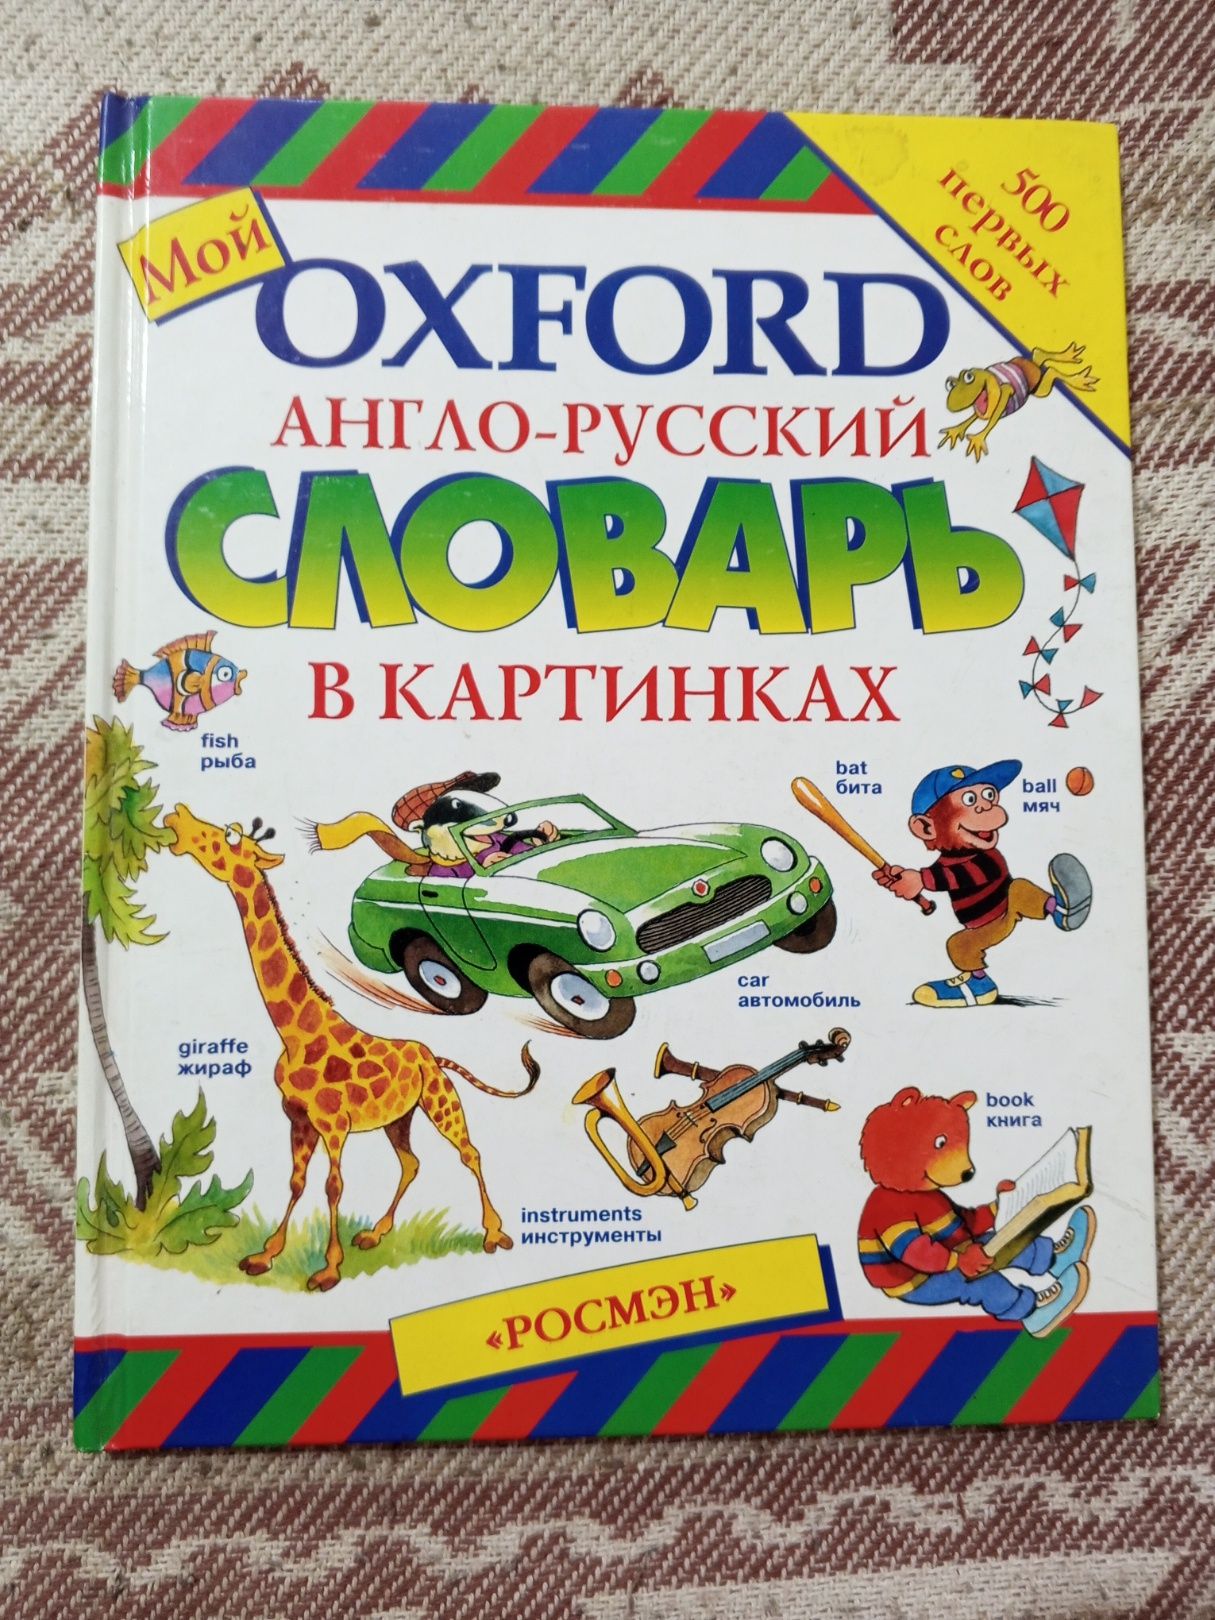 500
первых
слов
Мой
OXFORD
АНГЛО-РУССКИЙ
СЛОВАРЬ
В КАРТИНКАХ
fish
рыба
bat
бита
ball
мяч
car
автомобиль
giraffe
жираф
book
книга
instruments
инструменты
«РОСМЭН»